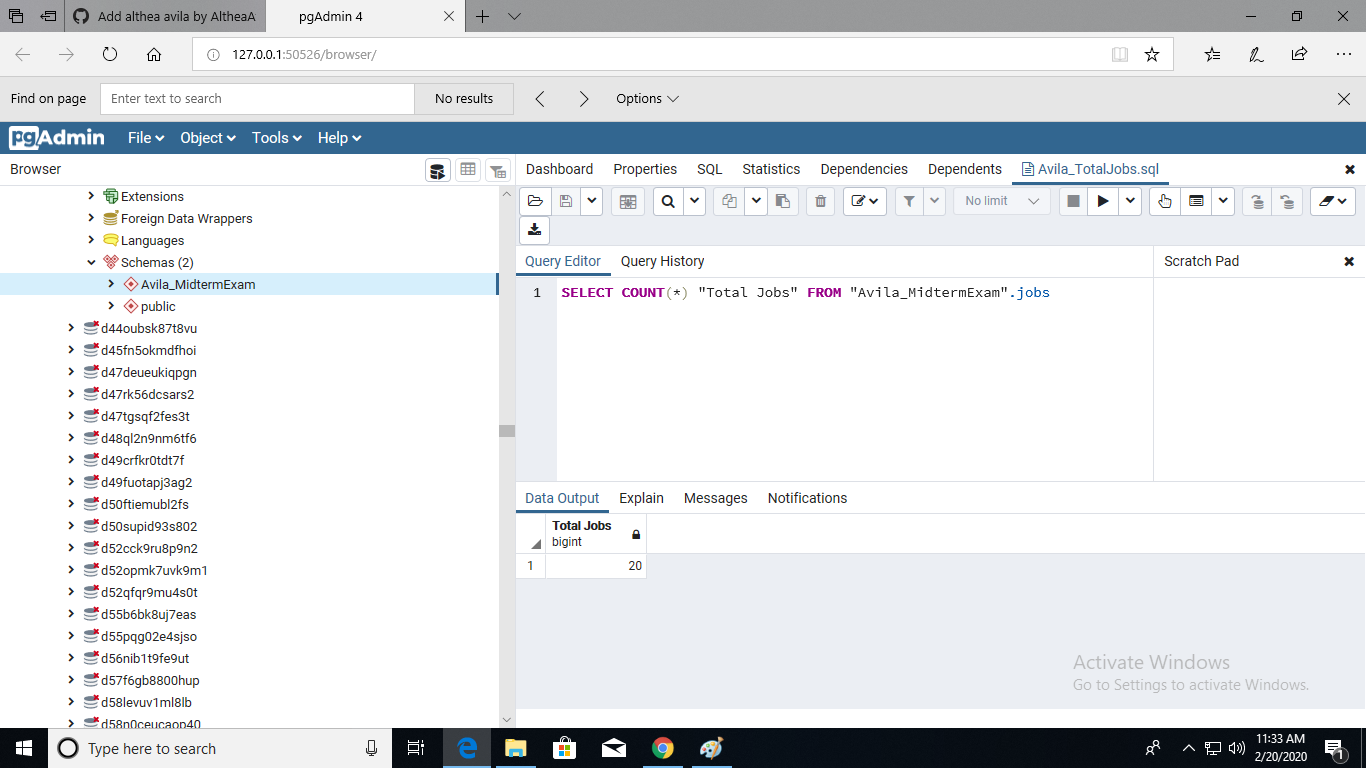 Add althea avila by AltheaA
pgAdmin 4
127.0.0.1:50526/browser/
Find on page
Enter text to search
No results
Options
pgAdmin
File
Object
Tools
Help
Browser
Dashboard
Properties
SQL
Statistics
Dependencies
Dependents
Avila_TotalJobs.sql
No limit
Extensions
Foreign Data Wrappers
Languages
Schemas (2)
Avila_MidtermExam
public
d44oubsk87t8vu
d45fn5okmdfhoi
d47deueukiqpgn
d47rk56dcsars2
d47tgsqf2fes3t
d48ql2n9nm6tf6
d49crfkr0tdt7f
d49fuotapj3ag2
d50ftiemubl2fs
d50supid93s802
d52cck9ru8p9n2
d52opmk7uvk9m1
d52qfqr9mu4s0t
d55b6bk8uj7eas
d55pqg02e4sjso
d56nib1t9fe9ut
d57f6gb8800hup
d58levuv1ml8lb
d58n0ceucaop40
Query Editor
Query History
Scratch Pad
1 SELECT COUNT(*) "Total Jobs" FROM "Avila_MidtermExam".jobs
Data Output
Explain
Messages
Notifications
Total Jobs
bigint
1 20
Activate Windows
Go to Settings to activate Windows.
Type here to search
11:33 AM
2/20/2020
1